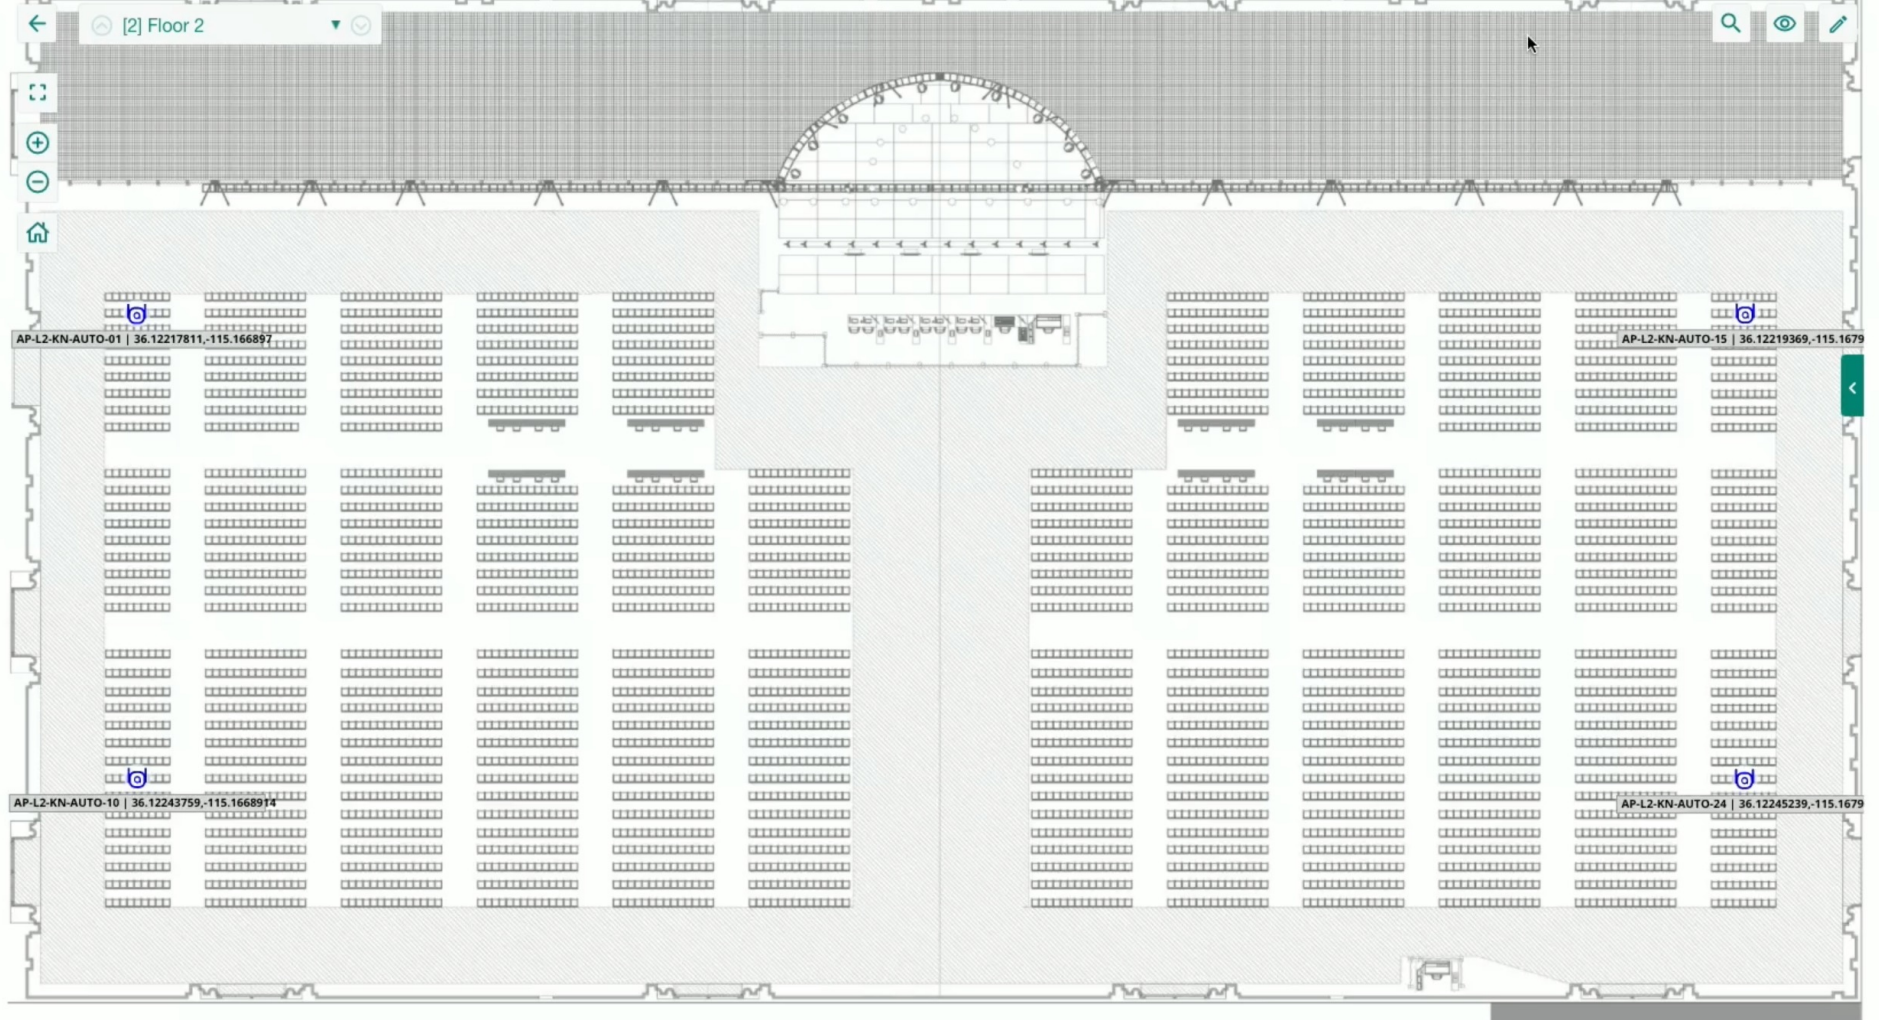 [2] Floor 2
AP-L2-KN-AUTO-01 | 36.12217811,-115.166897
AP-L2-KN-AUTO-15 | 36.12219369,-115.1679
AP-L2-KN-AUTO-10 | 36.12243759,-115.1668914
AP-L2-KN-AUTO-24 | 36.12245239,-115.1679